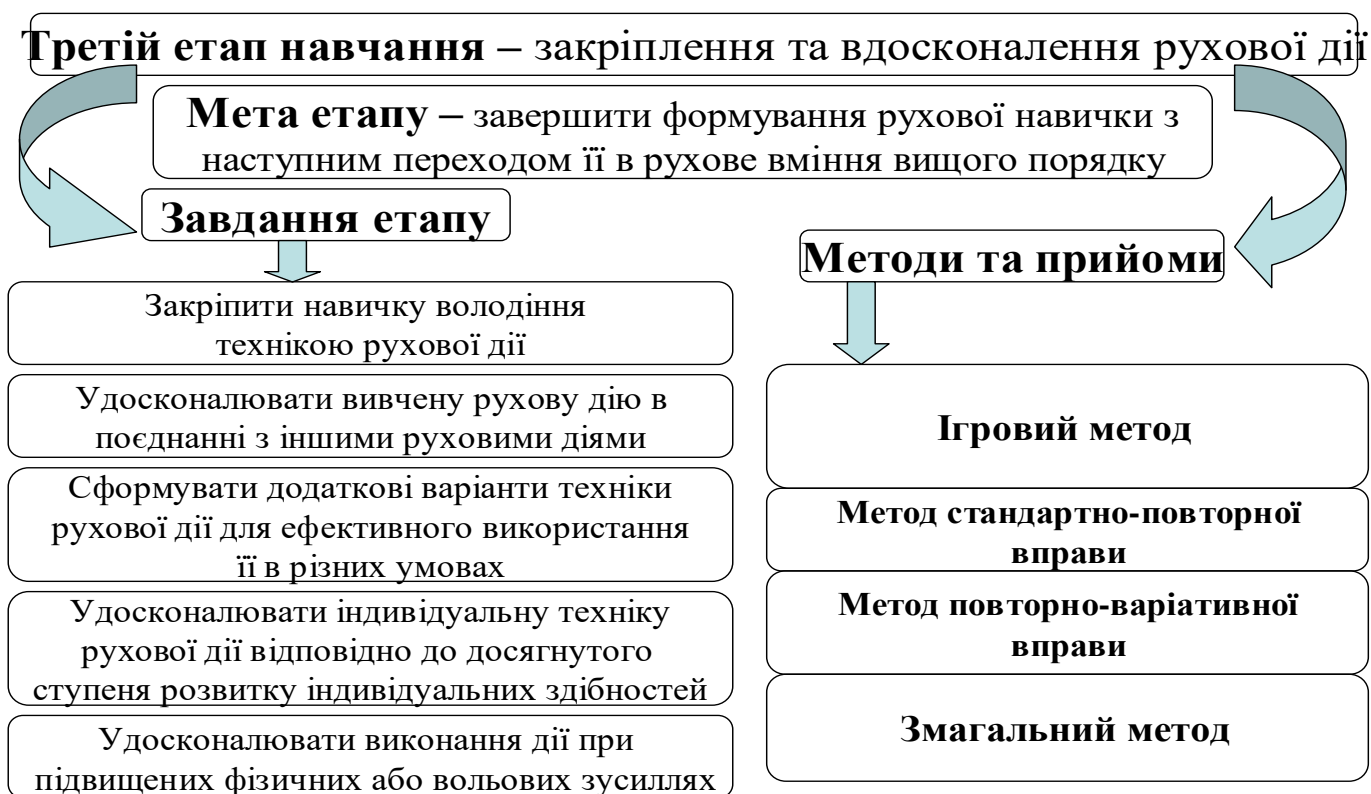 Третій етап навчання – закріплення та вдосконалення рухової дії
Мета етапу – завершити формування рухової навички з
наступним переходом її в рухове вміння вищого порядку
Завдання етапу
Закріпити навичку володіння
технікою рухової дії
Удосконалювати вивчену рухову дію в
поєднанні з іншими руховими діями
Сформувати додаткові варіанти техніки
рухової дії для ефективного використання
її в різних умовах
Удосконалювати індивідуальну техніку
рухової дії відповідно до досягнутого
ступеня розвитку індивідуальних здібностей
Удосконалювати виконання дії при
підвищених фізичних або вольових зусиллях
Методи та прийоми
Ігровий метод
Метод стандартно-повторної
вправи
Метод повторно-варіативної
вправи
Змагальний метод